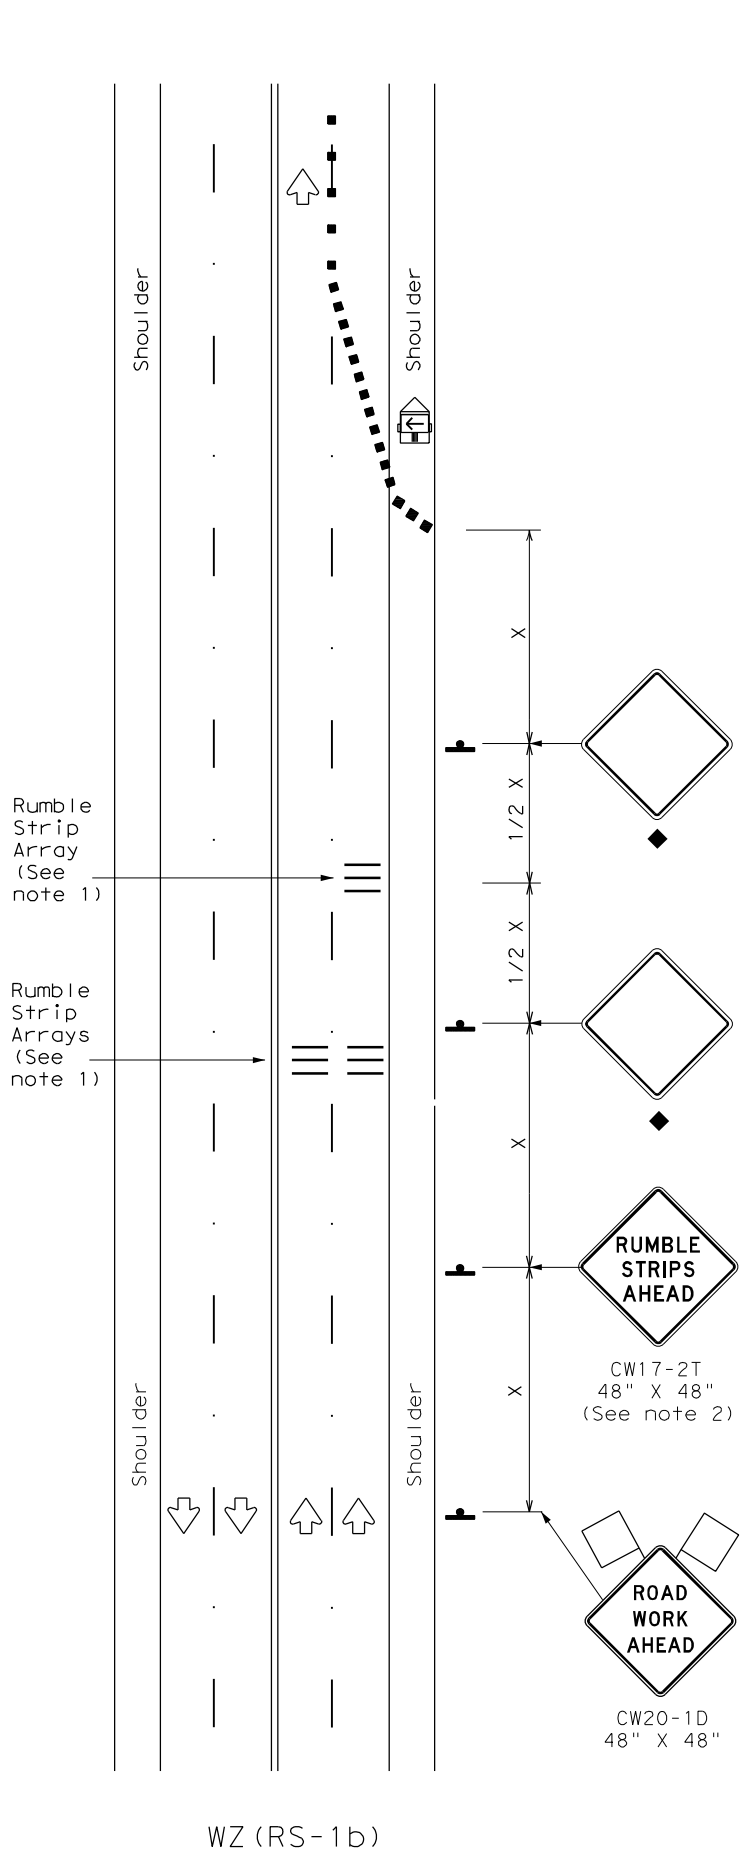 Shoulder
Shoulder
X
1/2 X
Rumble
Strip
Array
(See
note 1)
1/2 X
Rumble
Strip
Arrays
(See
note 1)
X
RUMBLE
STRIPS
AHEAD
CW17-2T
48" X 48"
(See note 2)
X
Shoulder
Shoulder
ROAD
WORK
AHEAD
CW20-1D
48" X 48"
WZ(RS-1b)